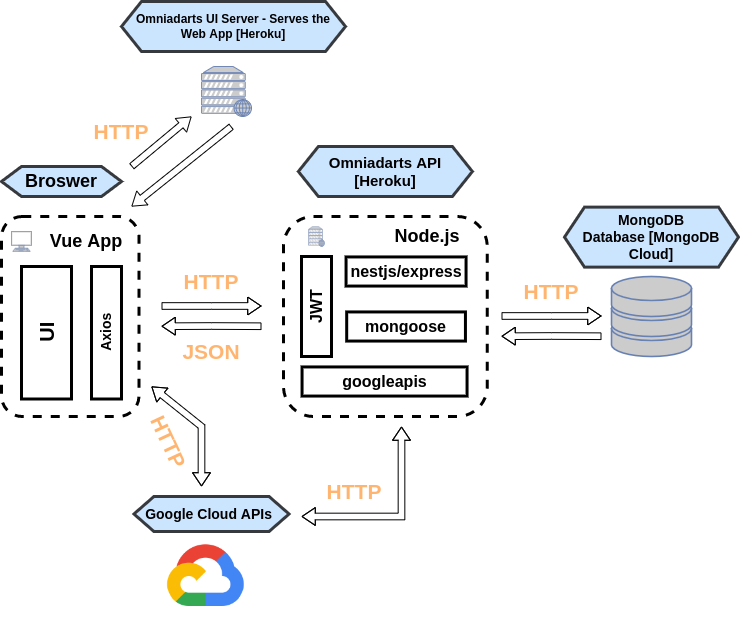 Omniadarts UI Server - Serves the
Web App [Heroku]
HTTP
Broswer
Omniadarts API
[Heroku]
MongoDB
Database [MongoDB
Cloud]
Vue App
UI
Axios
HTTP
JSON
Node.js
JWT
nestjs/express
mongoose
googleapis
HTTP
HTTP
HTTP
Google Cloud APIs